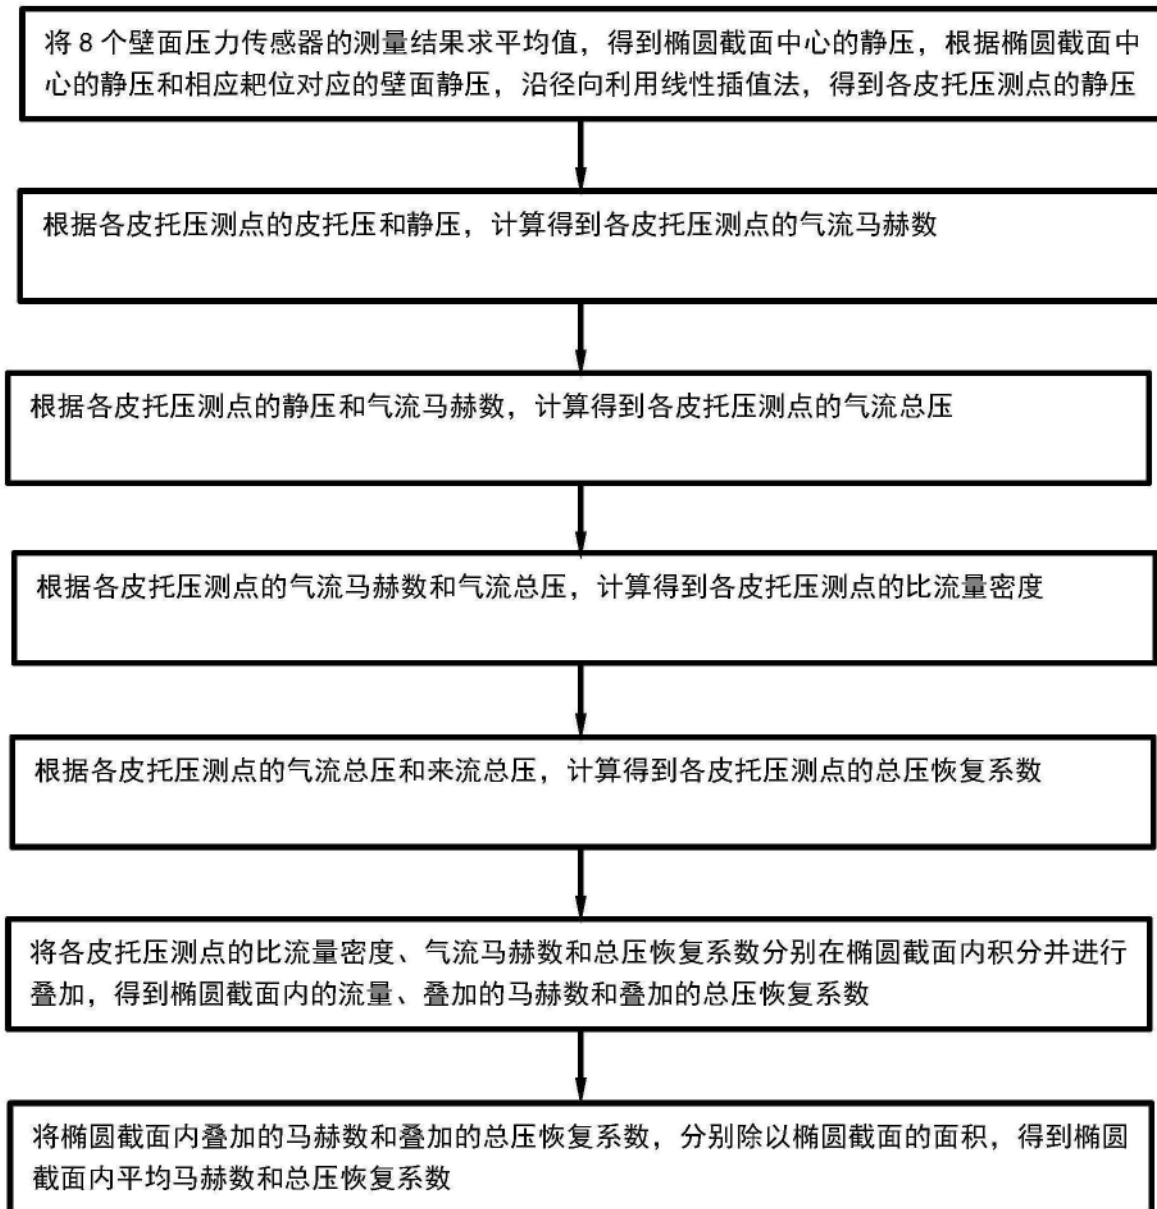 将 8 个壁面压力传感器的测量结果求平均值，得到椭圆截面中心的静压，根据椭圆截面中
心的静压和相应耙位对应的壁面静压，沿径向利用线性插值法，得到各皮托压测点的静压
根据各皮托压测点的皮托压和静压，计算得到各皮托压测点的气流马赫数
根据各皮托压测点的静压和气流马赫数，计算得到各皮托压测点的气流总压
根据各皮托压测点的气流马赫数和气流总压，计算得到各皮托压测点的比流量密度
根据各皮托压测点的气流总压和来流总压，计算得到各皮托压测点的总压恢复系数
将各皮托压测点的比流量密度、气流马赫数和总压恢复系数分别在椭圆截面内积分并进行
叠加，得到椭圆截面内的流量、叠加的马赫数和叠加的总压恢复系数
将椭圆截面内叠加的马赫数和叠加的总压恢复系数，分别除以椭圆截面的面积，得到椭圆
截面内平均马赫数和总压恢复系数